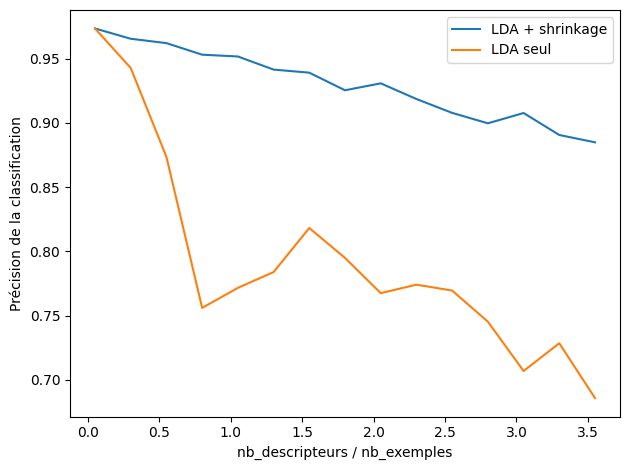 LDA + shrinkage
LDA seul
0.95
0.90
0.85
0.80
0.75
0.70
Précision de la classification
0.0 0.5 1.0 1.5 2.0 2.5 3.0 3.5
nb_descripteurs / nb_exemples